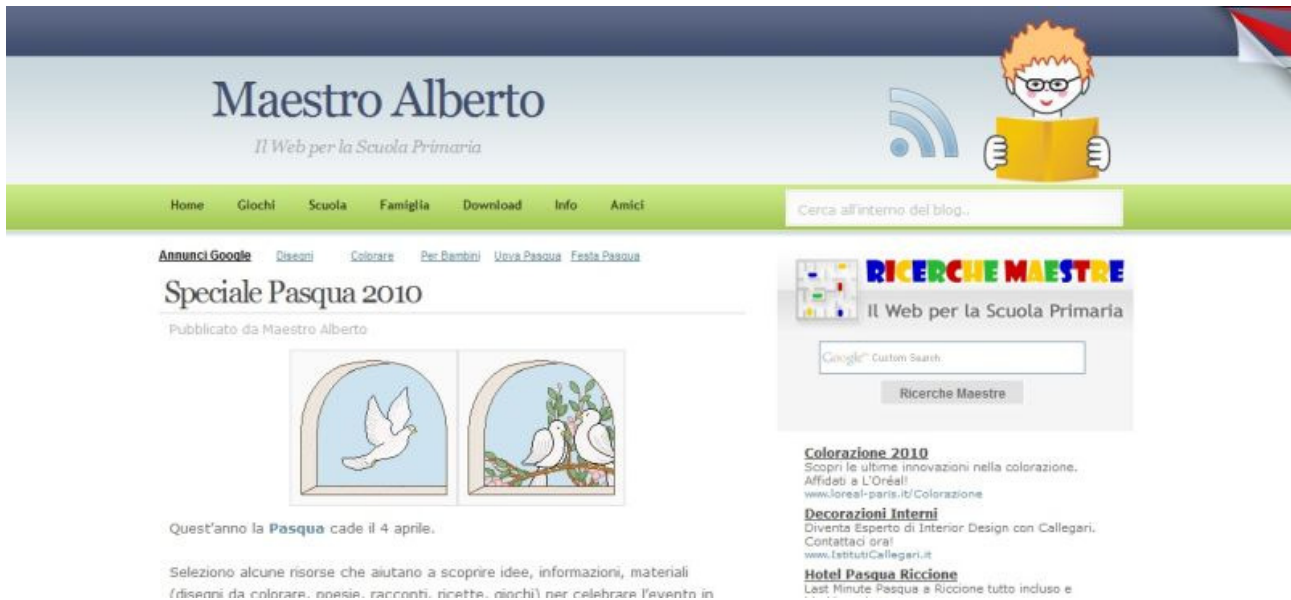 Maestro Alberto
Il Web per la Scuola Primaria
Home Giochi Scuola Famiglia Download Info Amici
Cerca all'interno del blog..
Annunci Google Disegni Colorare Per Bambini Uova Pasqua Festa Pasqua
Speciale Pasqua 2010
Pubblicato da Maestro Alberto
Quest'anno la Pasqua cade il 4 aprile.
Seleziono alcune risorse che aiutano a scoprire idee, informazioni, materiali
(disegni da colorare, poesie, racconti, ricette, giochi) per celebrare l'evento in
RICERCHE MAESTRE
Il Web per la Scuola Primaria
Google™ Custom Search
Ricerche Maestre
Colorazione 2010
Scopri le ultime innovazioni nella colorazione.
Affidati a L'Oréal!
www.loreal-paris.it/Colorazione
Decorazioni Interni
Diventa Esperto di Interior Design con Callegari.
Contattaci ora!
www.IstitutiCallegari.it
Hotel Pasqua Riccione
Last Minute Pasqua a Riccione tutto incluso e